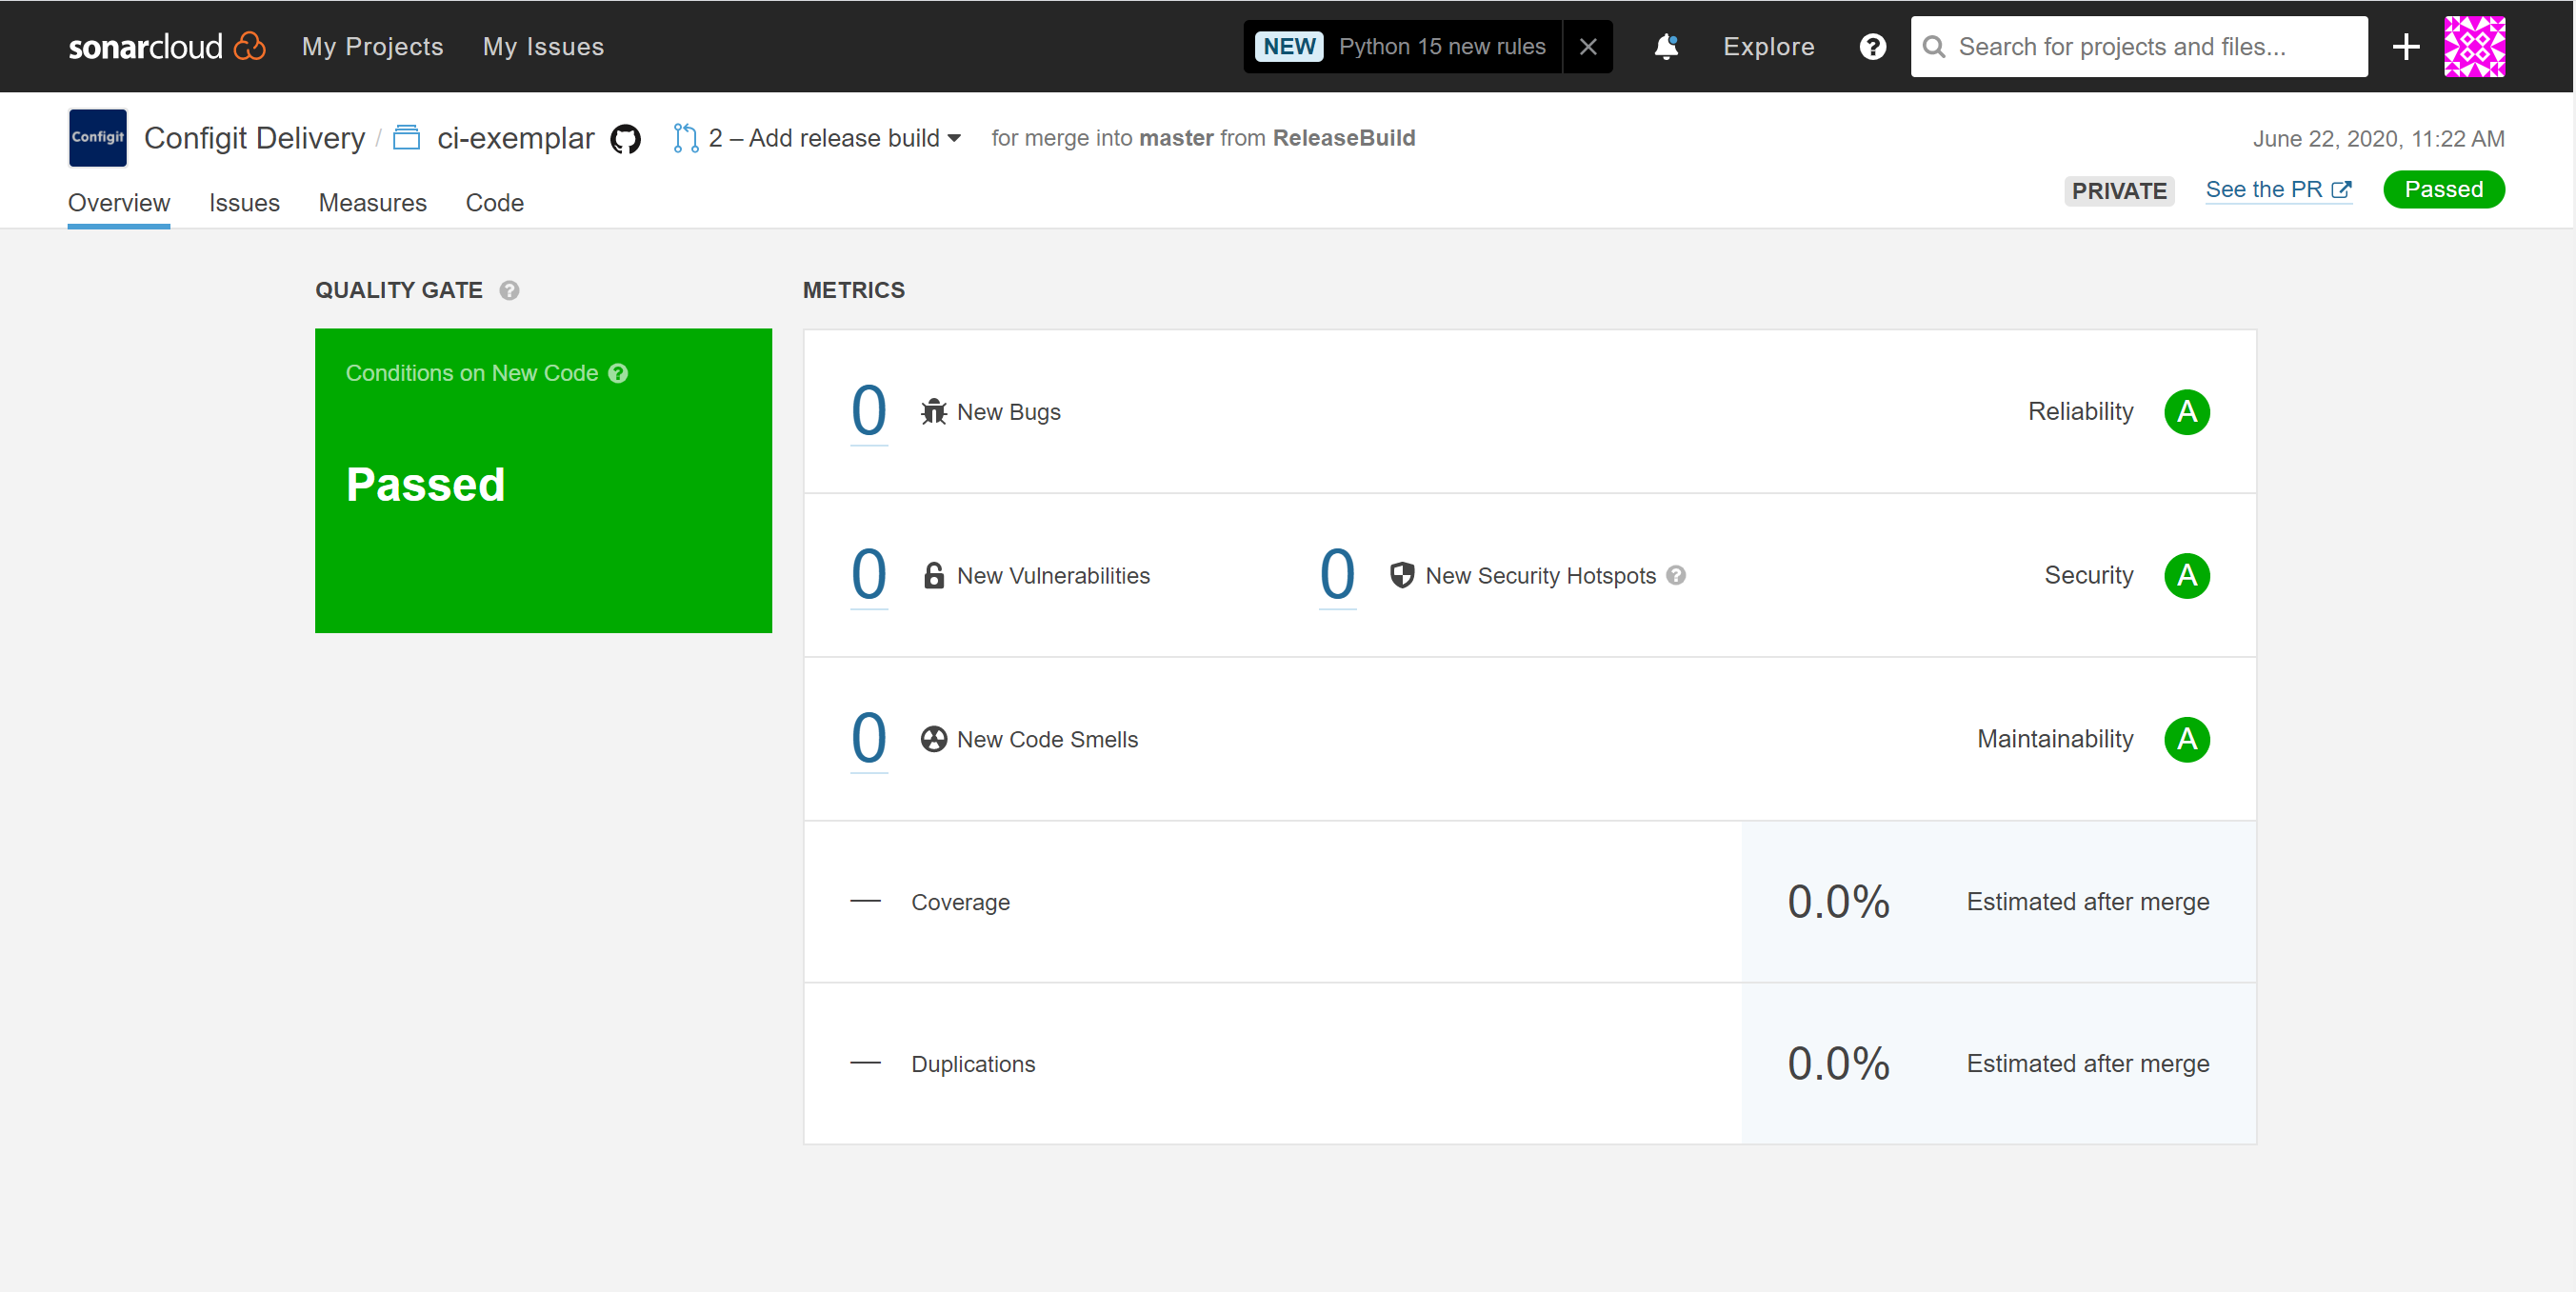 sonarcloud My Projects My Issues NEW Python 15 new rules Explore Search for projects and files...
Configit Configit Delivery / ci-exemplar 2 – Add release build for merge into master from ReleaseBuild June 22, 2020, 11:22 AM
Overview Issues Measures Code PRIVATE See the PR Passed
QUALITY GATE ? METRICS
Conditions on New Code ?
Passed
0 New Bugs Reliability A
0 New Vulnerabilities 0 New Security Hotspots ? Security A
0 New Code Smells Maintainability A
— Coverage 0.0% Estimated after merge
— Duplications 0.0% Estimated after merge